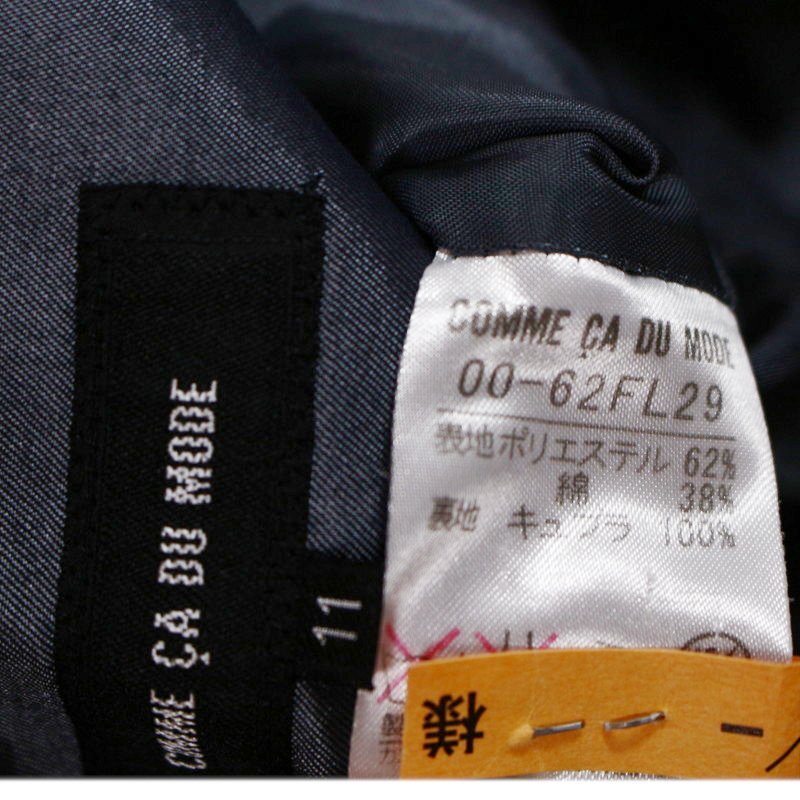 COMME ÇA DU MODE
11
COMME ÇA DU MODE
00-62FL29
表地 ポリエステル 62%
綿 38%
裏地 キュプラ 100%
様